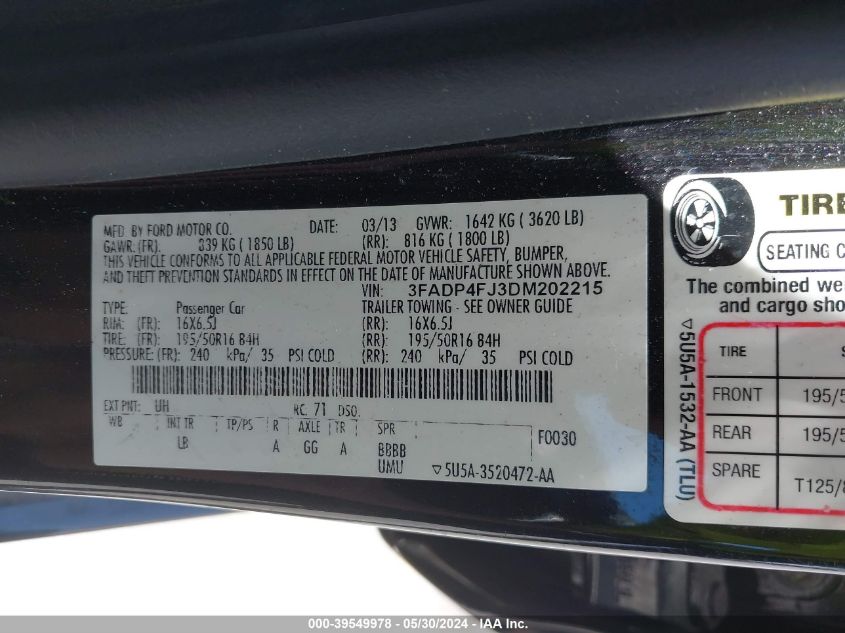 MFD. BY FORD MOTOR CO. DATE: 03/13 GVWR: 1642 KG ( 3620 LB)
GAWR: (FR): 839 KG ( 1850 LB) (RR): 816 KG ( 1800 LB)
THIS VEHICLE CONFORMS TO ALL APPLICABLE FEDERAL MOTOR VEHICLE SAFETY, BUMPER,
AND THEFT PREVENTION STANDARDS IN EFFECT ON THE DATE OF MANUFACTURE SHOWN ABOVE.
VIN: 3FADP4FJ3DM202215
TYPE: Passenger Car TRAILER TOWING - SEE OWNER GUIDE
RIM: (FR): 16X6.5J (RR): 16X6.5J
TIRE: (FR): 195/50R16 84H (RR): 195/50R16 84H
PRESSURE: (FR): 240 kPa/ 35 PSI COLD (RR): 240 kPa/ 35 PSI COLD
EXT PNT: UH RC: 71 DSO:
WB INT TR TP/PS R AXLE TR SPR F0030
LB A GG A BBBB
UMU ▽5U5A-3520472-AA
TIRE
SEATING C
The combined we
and cargo sho
▽5U5A-1532-AA (TLU)
TIRE S
FRONT 195/5
REAR 195/5
SPARE T125/8
000-39549978 - 05/30/2024 - IAA Inc.